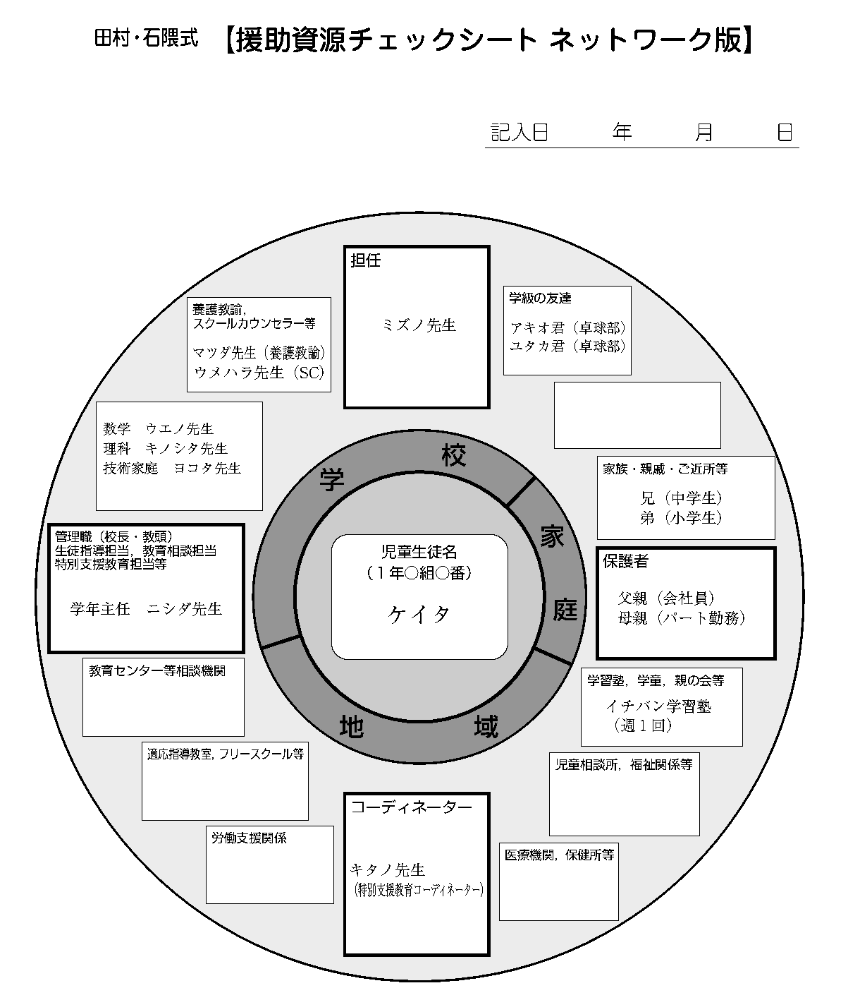 田村・石隈式 【援助資源チェックシート ネットワーク版】
記入日 年 月 日
担任
ミズノ先生
学級の友達
アキオ君（卓球部）
ユタカ君（卓球部）
養護教諭，
スクールカウンセラー等
マツダ先生（養護教諭）
ウメハラ先生（SC）
数学 ウエノ先生
理科 キノシタ先生
技術家庭 ヨコタ先生
学校
家庭
地域
家族・親戚・ご近所等
兄（中学生）
弟（小学生）
管理職（校長・教頭）
生徒指導担当，教育相談担当
特別支援教育担当等
学年主任 ニシダ先生
児童生徒名
（１年〇組〇番）
ケイタ
保護者
父親（会社員）
母親（パート勤務）
教育センター等相談機関
学習塾，学童，親の会等
イチバン学習塾
（週１回）
適応指導教室，フリースクール等
児童相談所，福祉関係等
労働支援関係
コーディネーター
キタノ先生
（特別支援教育コーディネーター）
医療機関，保健所等